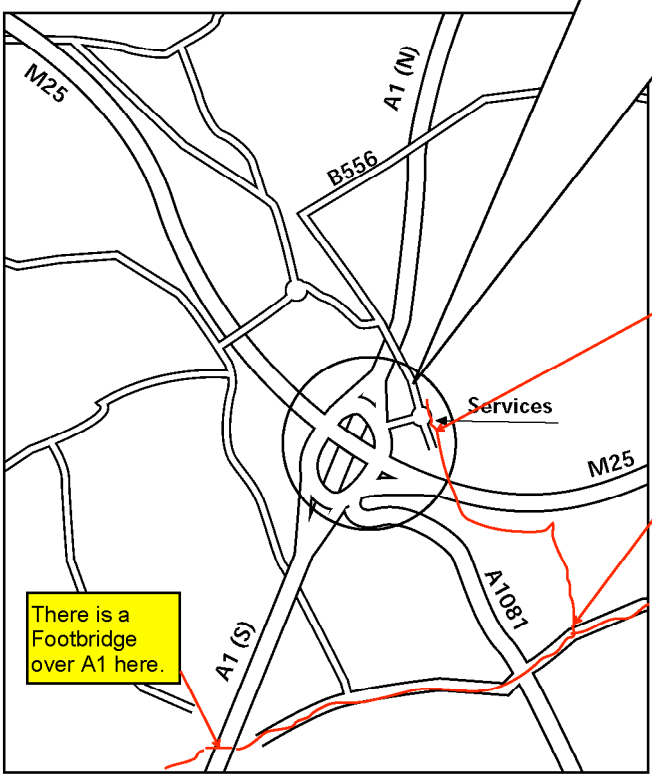 M25
A1 (N)
B556
Services
M25
A1081
There is a
Footbridge
over A1 here.
A1 (S)